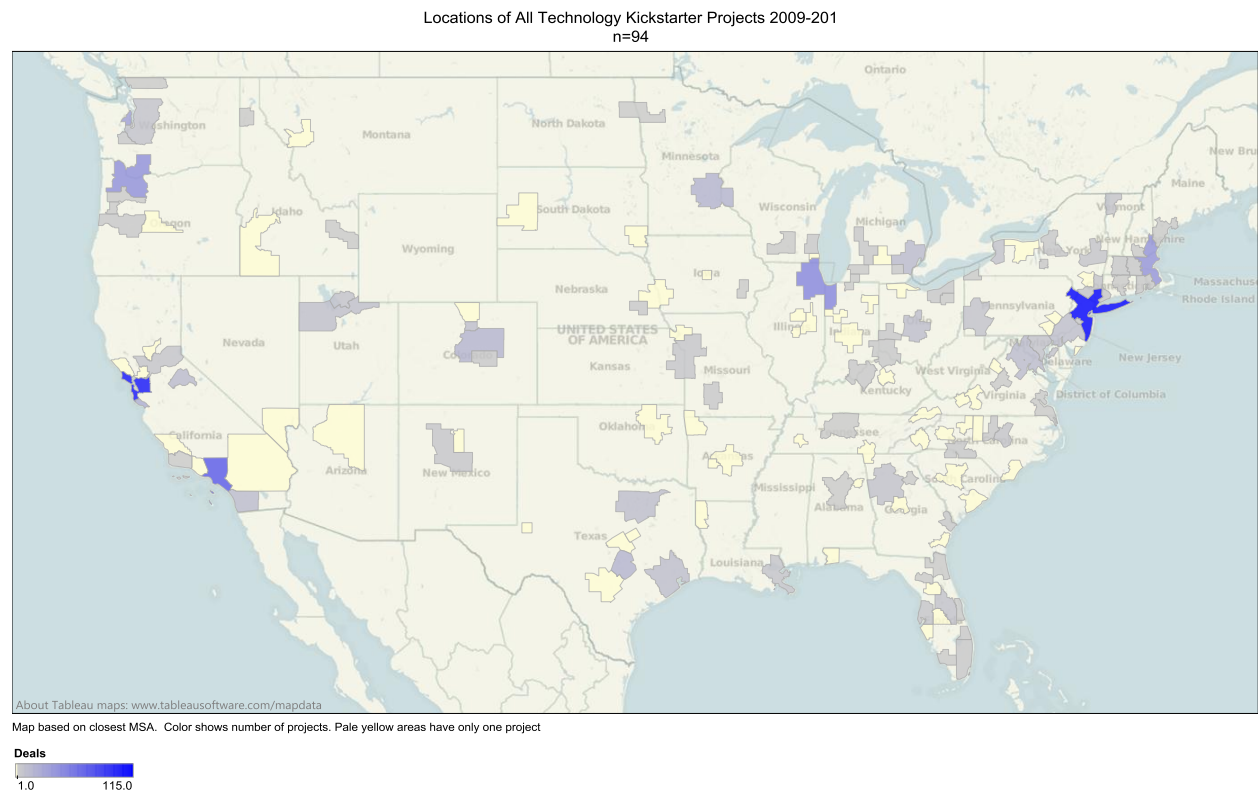 Locations of All Technology Kickstarter Projects 2009-201
n=94
Ontario
Washington
Montana
North Dakota
Minnesota
New Bru
Maine
Vermont
Idaho
South Dakota
Wisconsin
Michigan
New Hampshire
Wyoming
Iowa
Massachuse
Rhode Island
Nebraska
Pennsylvania
Nevada
Utah
Colorado
UNITED STATES
OF AMERICA
Illinois
Indiana
Kansas
Missouri
West Virginia
Delaware
New Jersey
Kentucky
Virginia
District of Columbia
California
Oklahoma
Tennessee
North Carolina
Arizona
New Mexico
Arkansas
Mississippi
Alabama
Georgia
South Carolina
Texas
Louisiana
About Tableau maps: www.tableausoftware.com/mapdata
Map based on closest MSA.  Color shows number of projects. Pale yellow areas have only one project
Deals
1.0 115.0